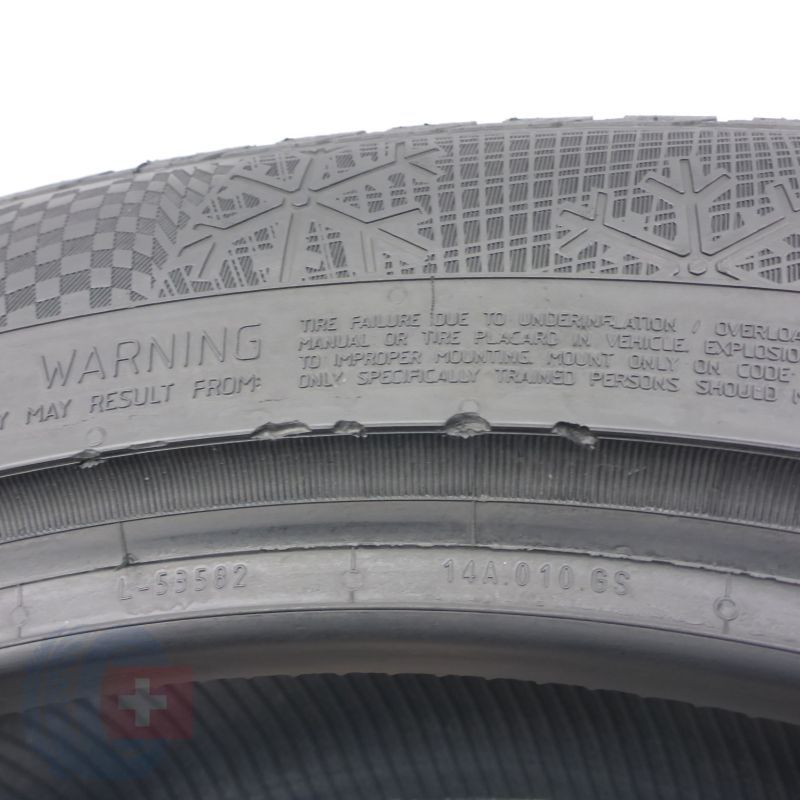 WARNING
Y MAY RESULT FROM:
TIRE FAILURE DUE TO UNDERINFLATION / OVERLOA
MANUAL OR TIRE PLACARD IN VEHICLE. EXPLOSIO
TO IMPROPER MOUNTING. MOUNT ONLY ON CODE-
ONLY SPECIFICALLY TRAINED PERSONS SHOULD M
L-59582 14A.010 GS